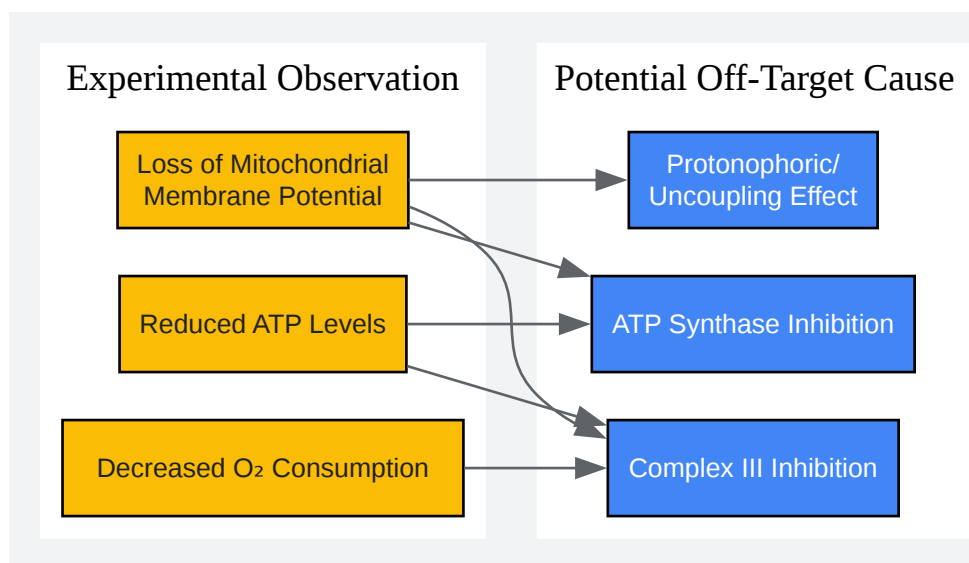 Experimental Observation
Potential Off-Target Cause
Loss of Mitochondrial
Membrane Potential
Protonophoric/
Uncoupling Effect
Reduced ATP Levels
ATP Synthase Inhibition
Decreased O₂ Consumption
Complex III Inhibition